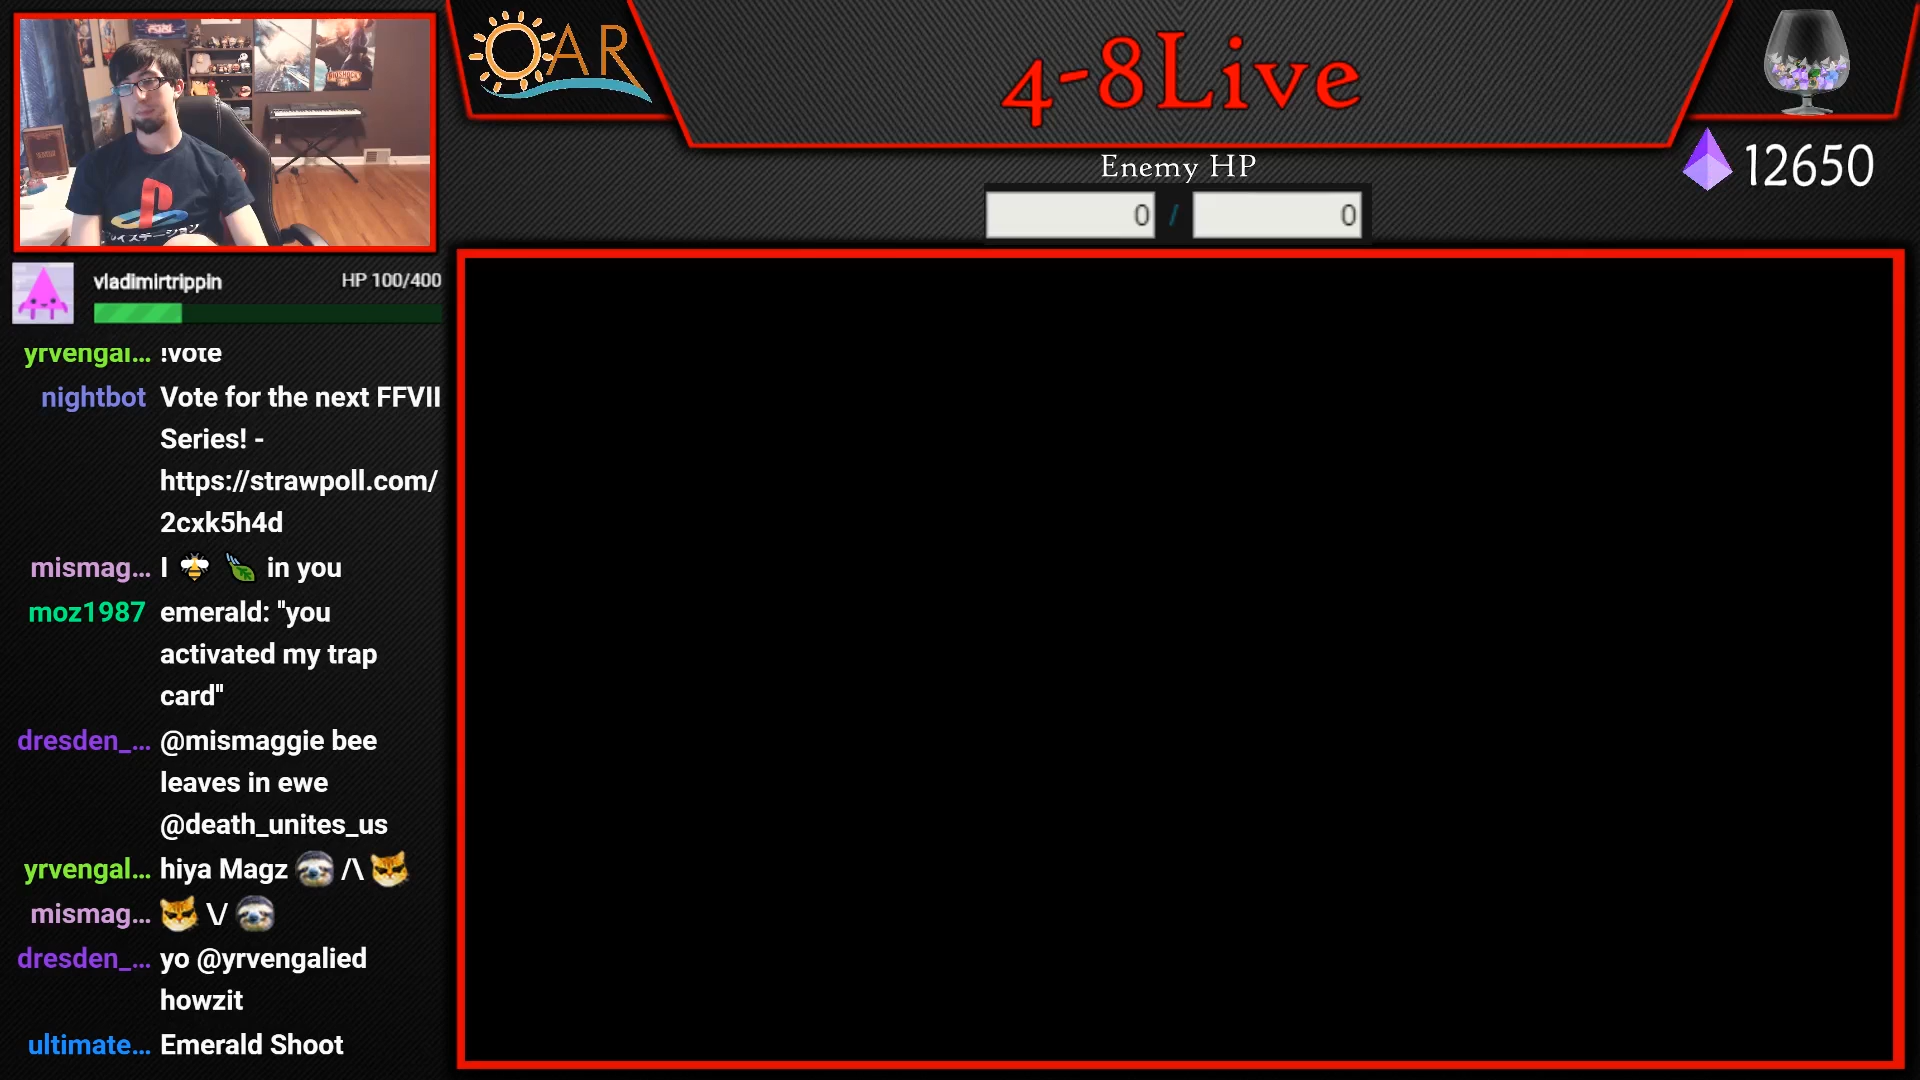 OAR
4-8Live
12650
Enemy HP
0 / 0
vladimirtrippin HP 100/400
yrvengal... !vote
nightbot Vote for the next FFVII
Series! -
https://strawpoll.com/
2cxk5h4d
mismag... I 🐝 🍃 in you
moz1987 emerald: "you
activated my trap
card"
dresden_... @mismaggie bee
leaves in ewe
@death_unites_us
yrvengal... hiya Magz /\
mismag... \/
dresden_... yo @yrvengalied
howzit
ultimate... Emerald Shoot